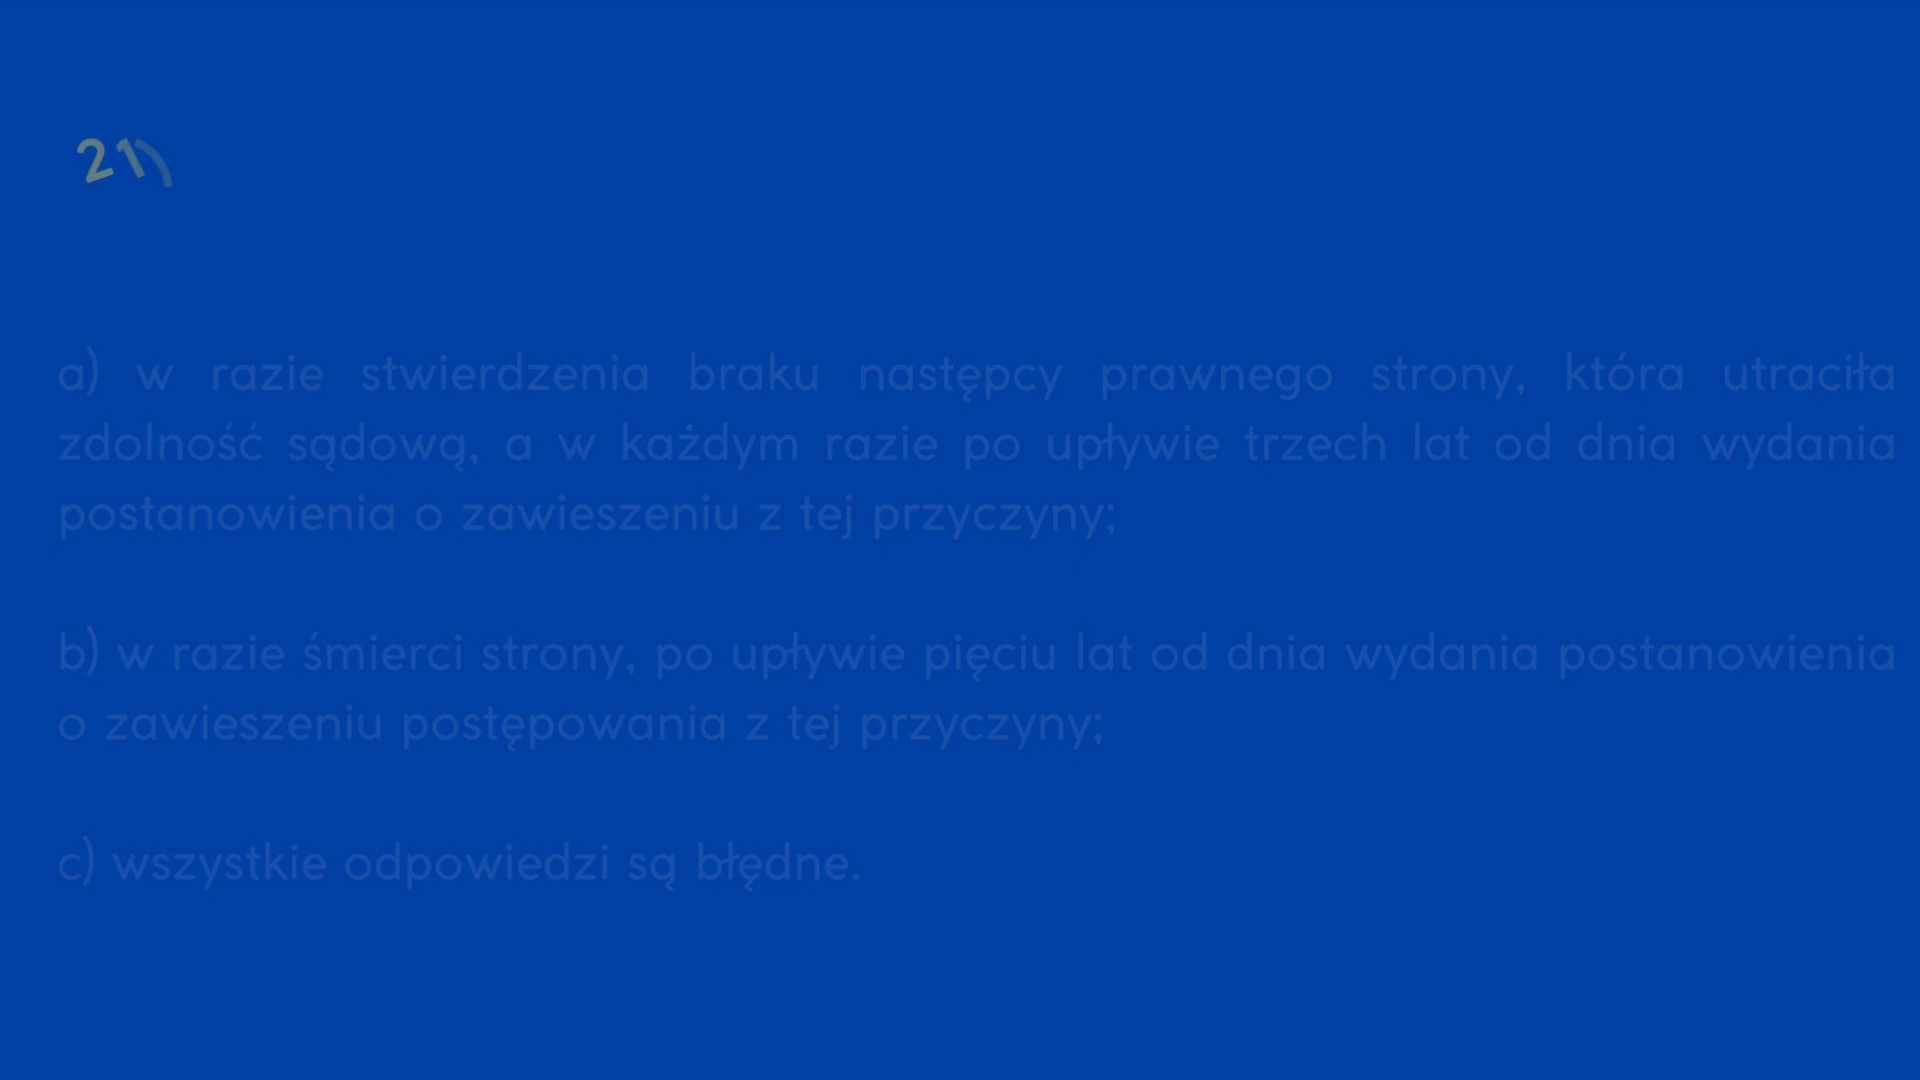 21)
a) w razie stwierdzenia braku następcy prawnego strony, która utraciła
zdolność sądową, a w każdym razie po upływie trzech lat od dnia wydania
postanowienia o zawieszeniu z tej przyczyny;
b) w razie śmierci strony, po upływie pięciu lat od dnia wydania postanowienia
o zawieszeniu postępowania z tej przyczyny;
c) wszystkie odpowiedzi są błędne.